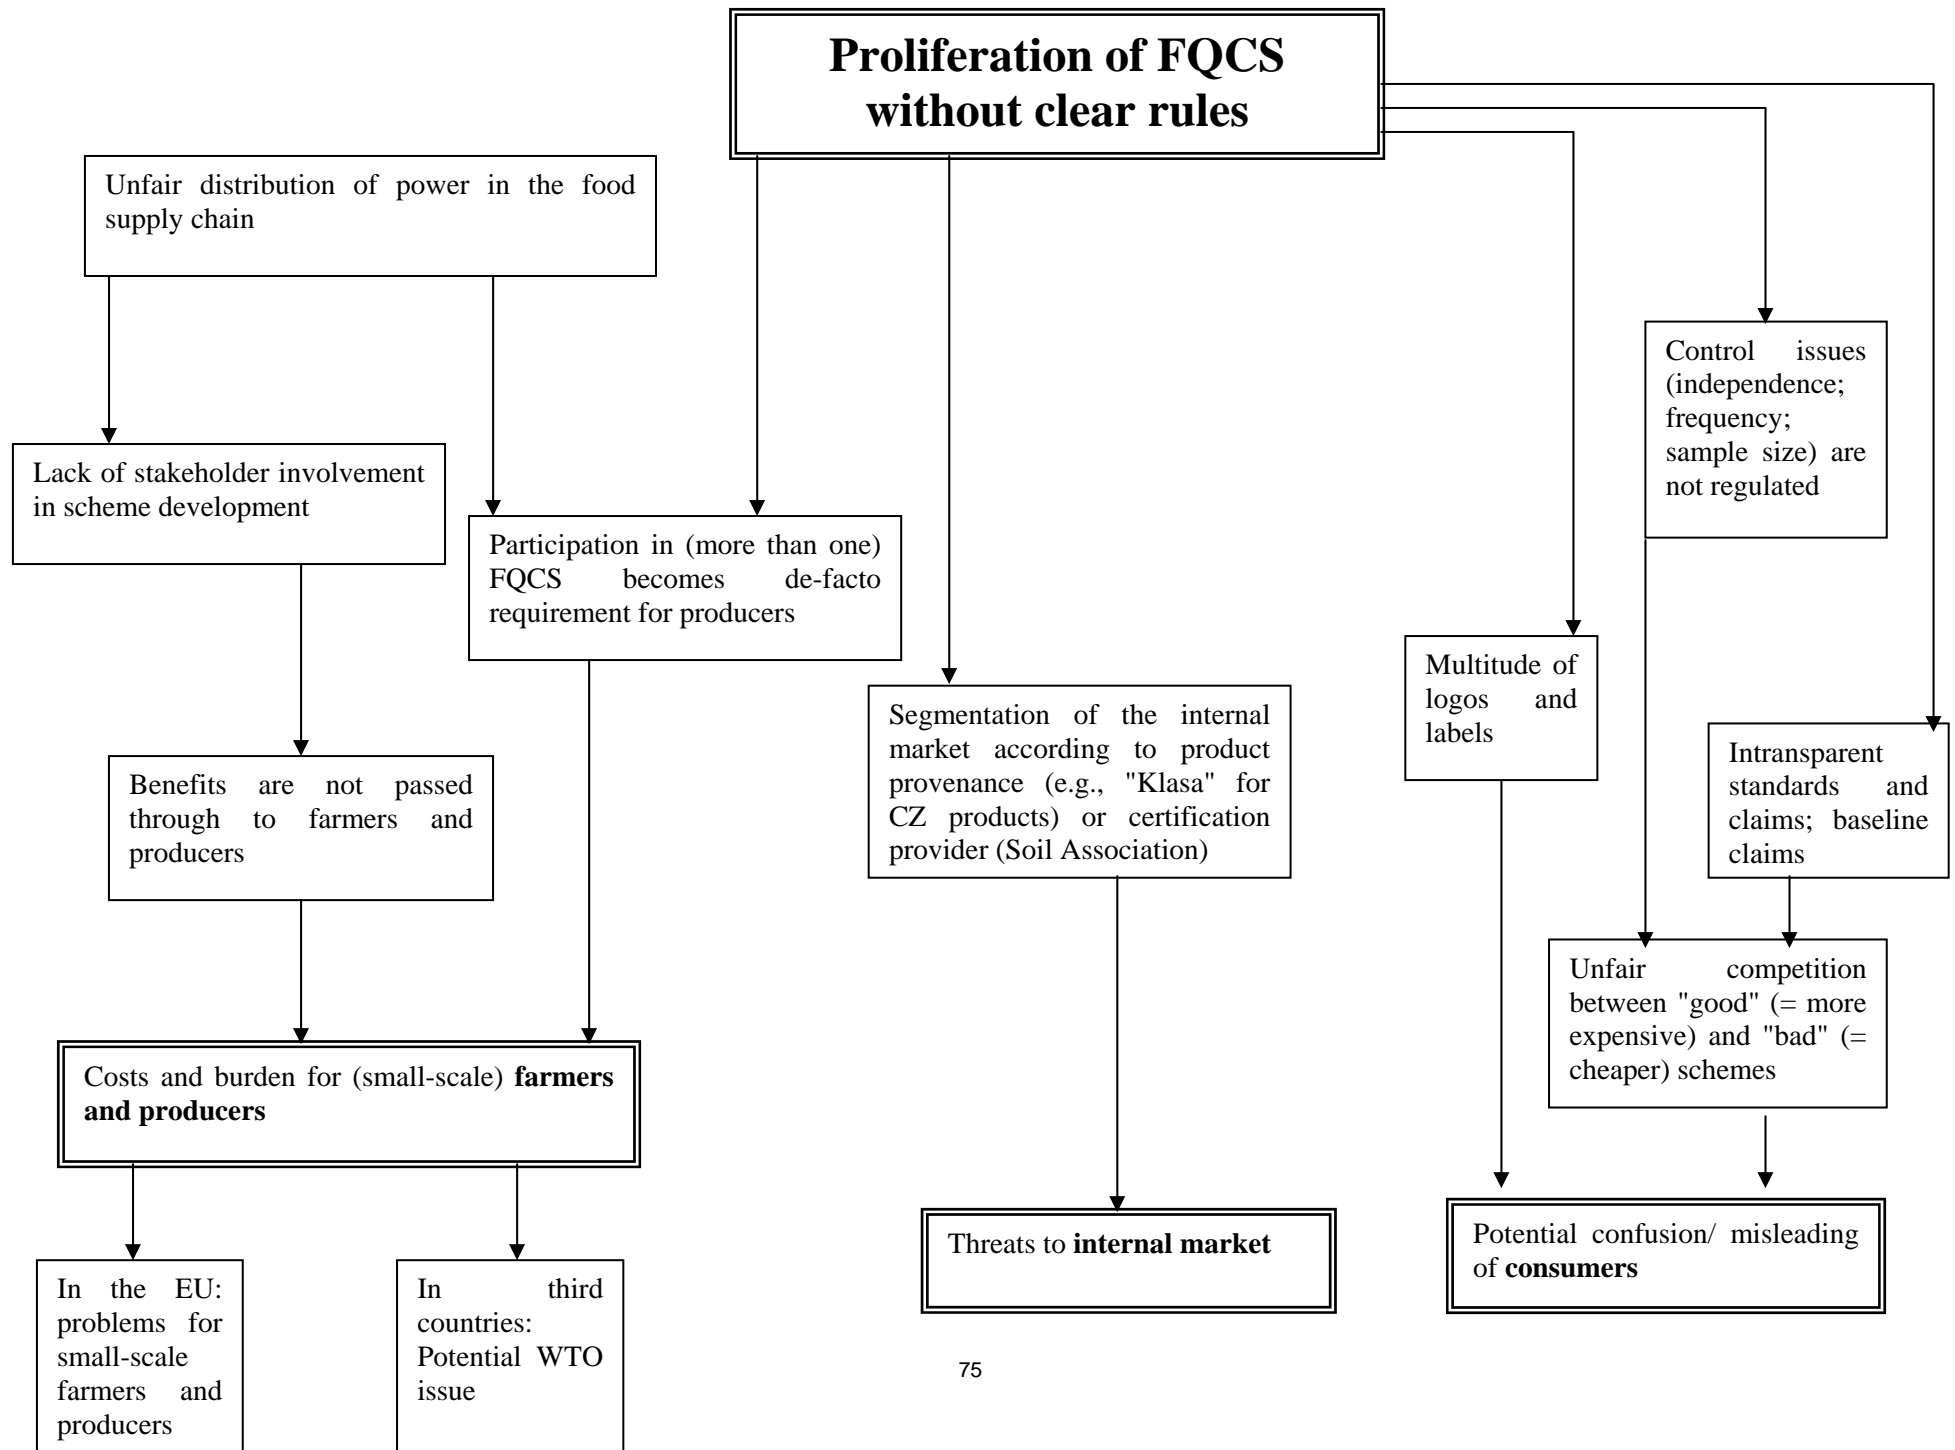 Proliferation of FQCS
without clear rules
Unfair distribution of power in the food
supply chain
Control issues
(independence;
frequency;
sample size) are
not regulated
Lack of stakeholder involvement
in scheme development
Participation in (more than one)
FQCS becomes de-facto
requirement for producers
Multitude of
logos and
labels
Segmentation of the internal
market according to product
provenance (e.g., "Klasa" for
CZ products) or certification
provider (Soil Association)
Intransparent
standards and
claims; baseline
claims
Benefits are not passed
through to farmers and
producers
Unfair competition
between "good" (= more
expensive) and "bad" (=
cheaper) schemes
Costs and burden for (small-scale) farmers
and producers
Threats to internal market
Potential confusion/ misleading
of consumers
In the EU:
problems for
small-scale
farmers and
producers
In third
countries:
Potential WTO
issue
75